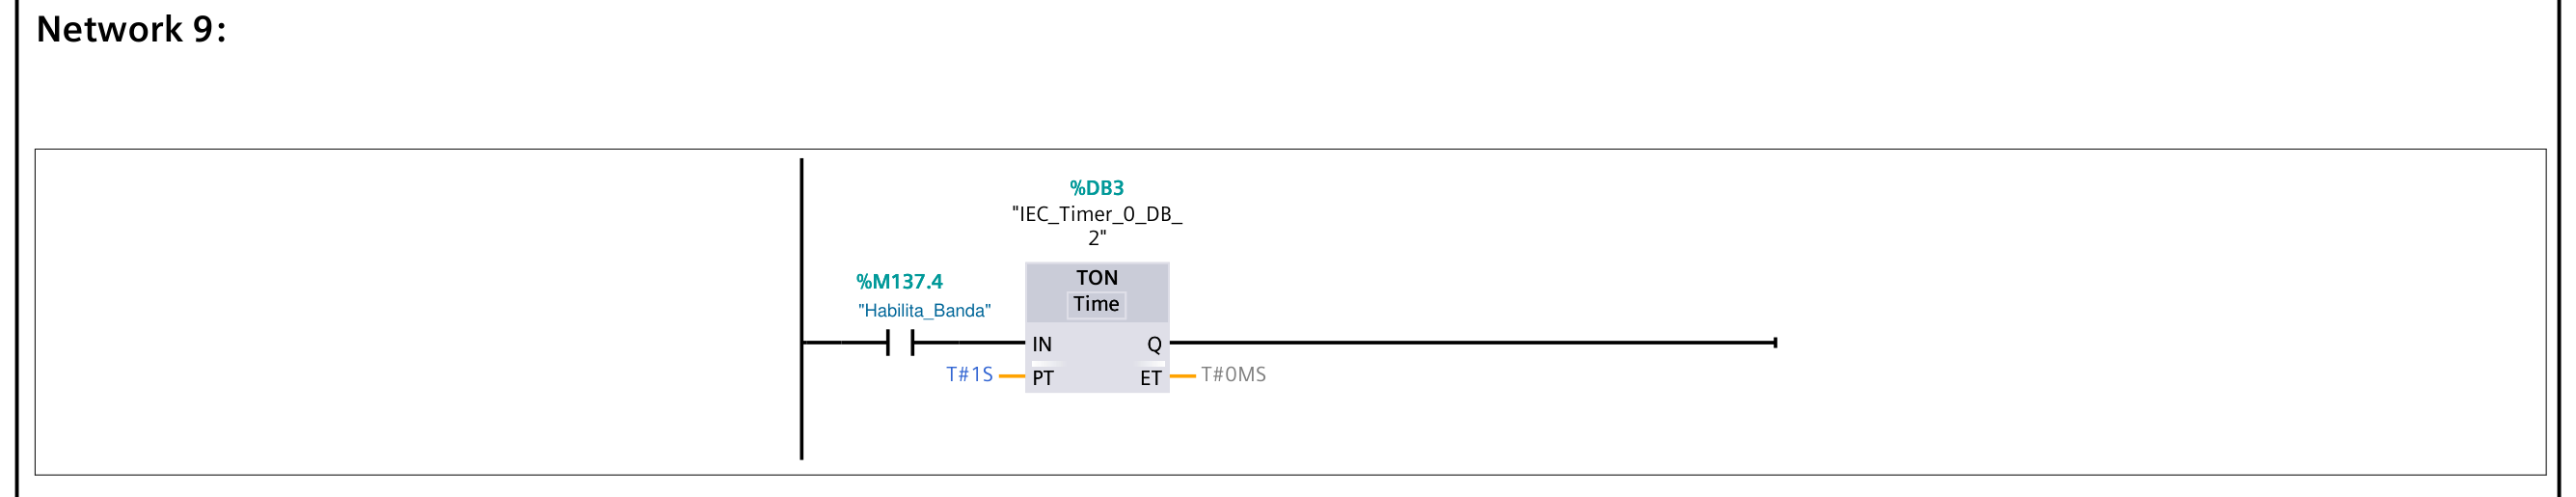 Network 9:
%DB3
"IEC_Timer_0_DB_
2"
%M137.4
"Habilita_Banda"
TON
Time
IN
Q
T#1S
PT
ET
T#0MS